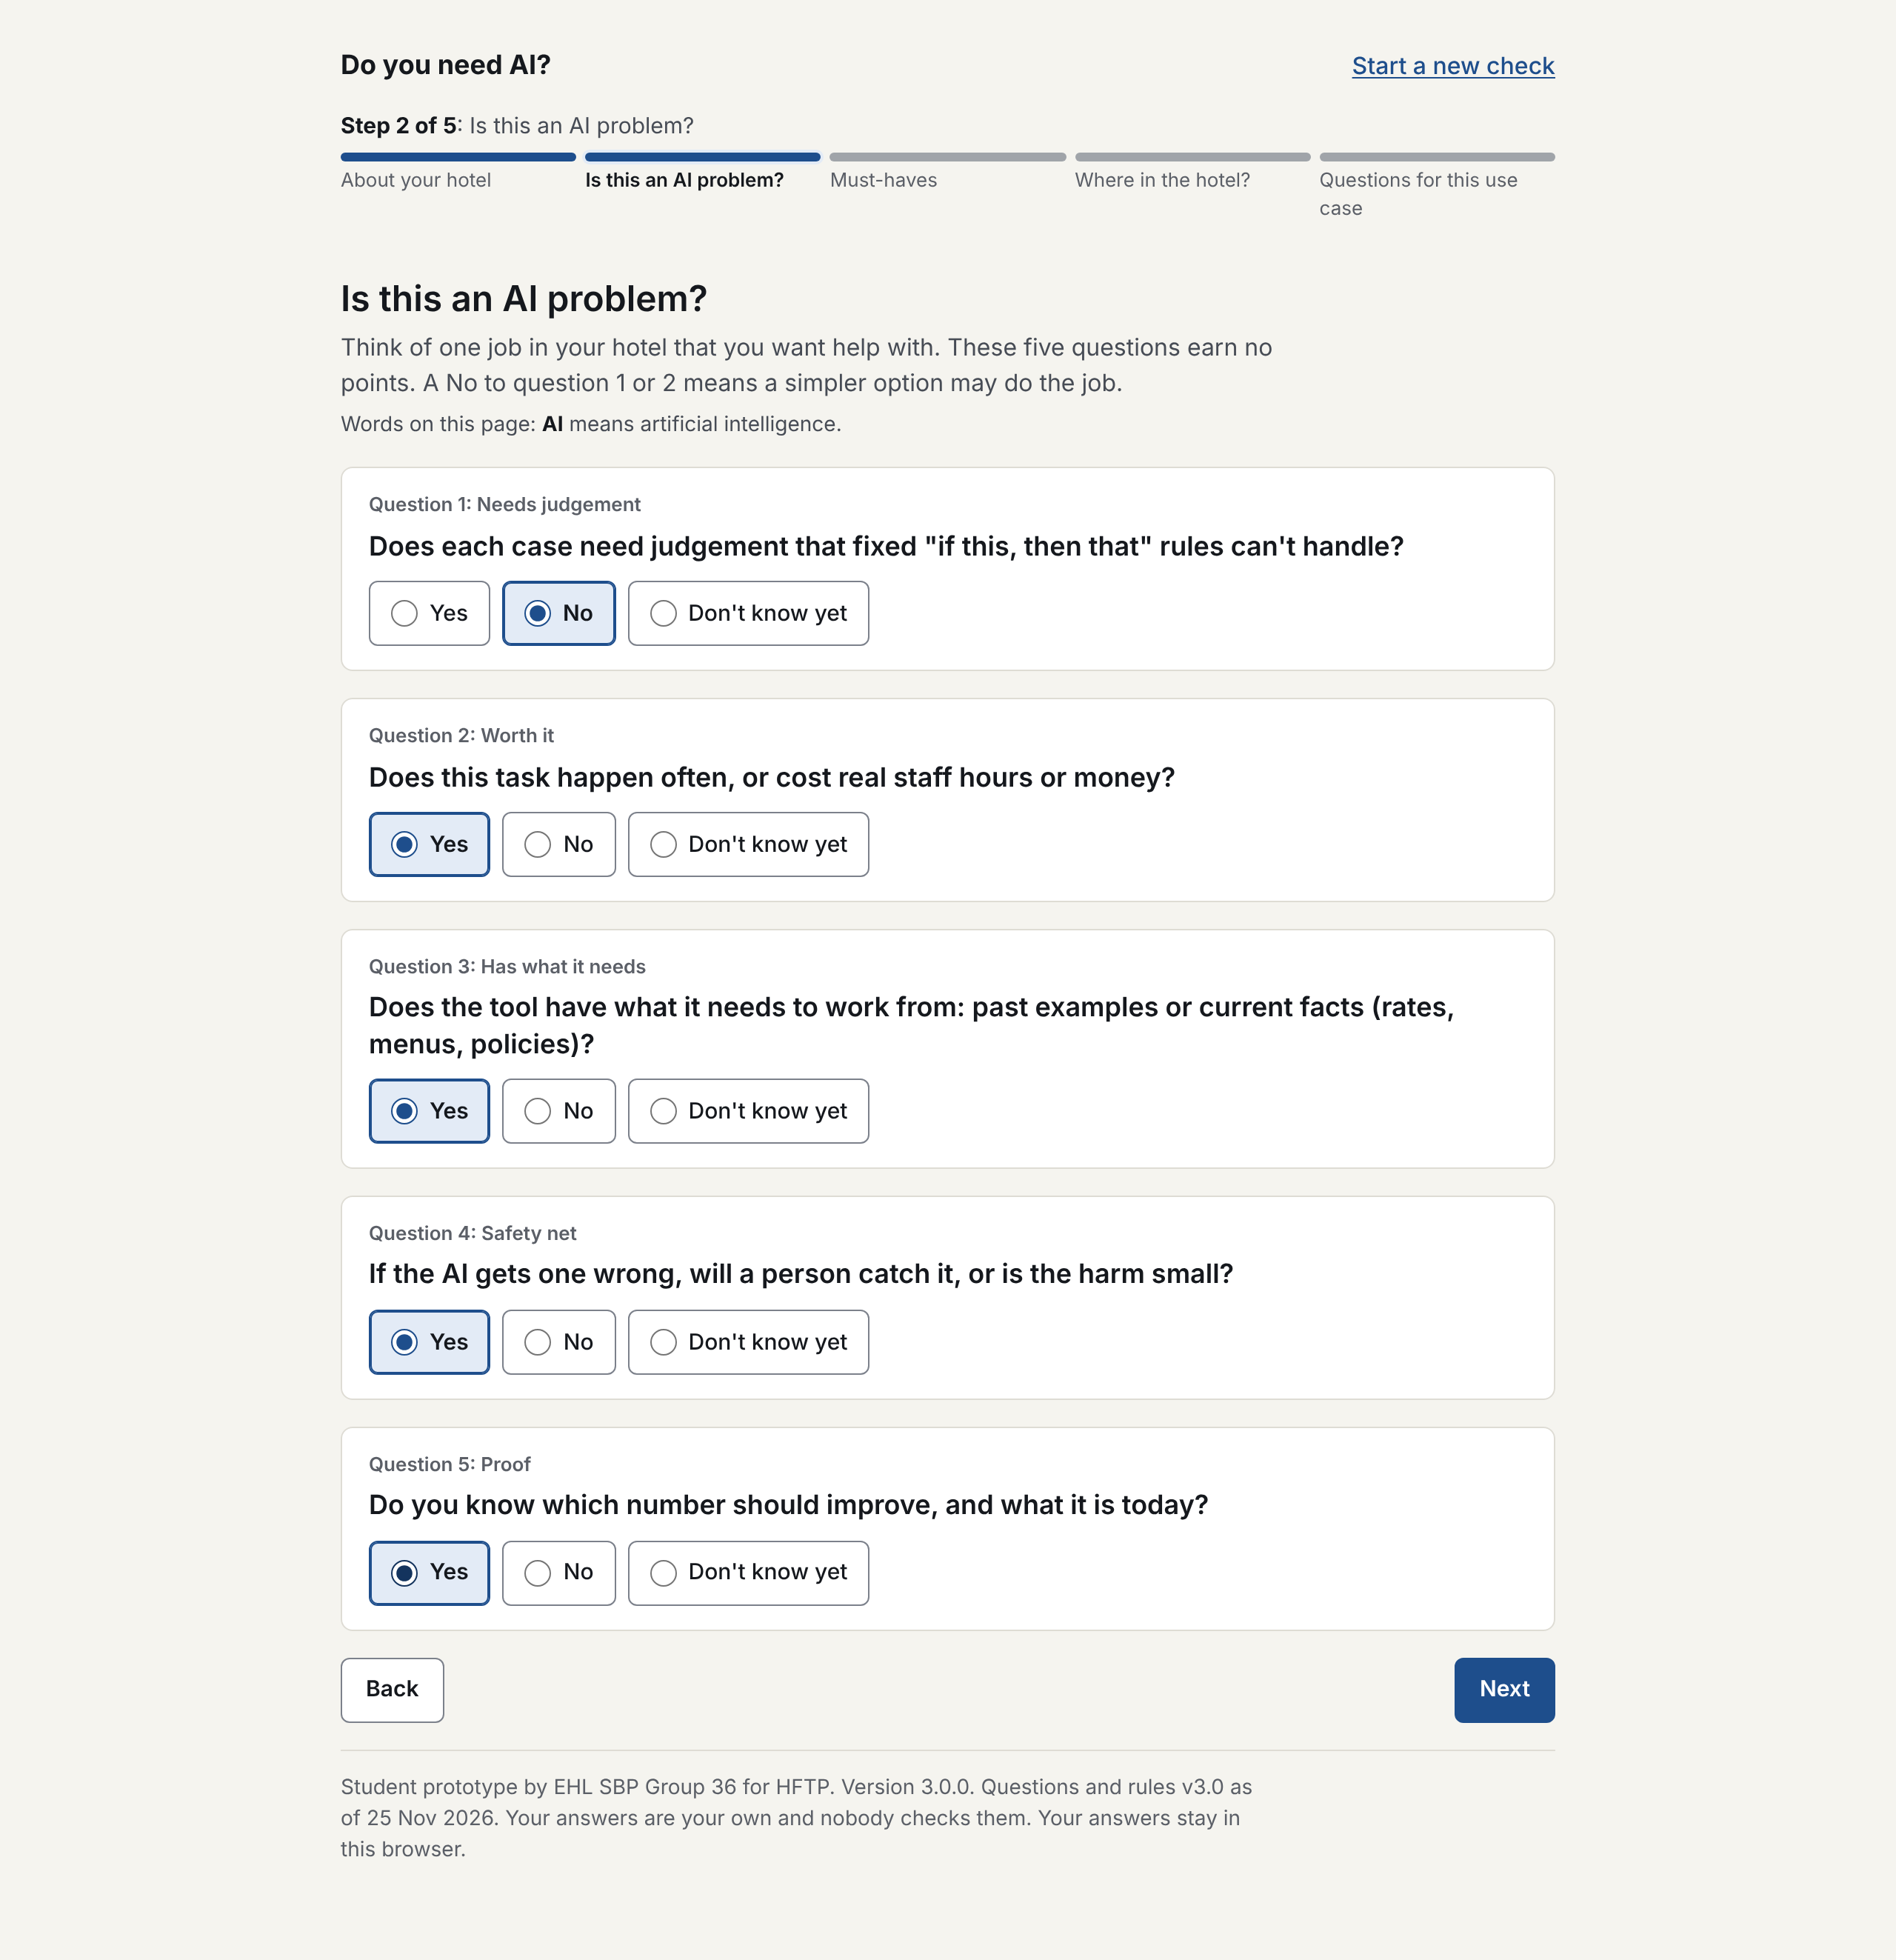 Do you need AI?
Start a new check
Step 2 of 5: Is this an AI problem?
About your hotel
Is this an AI problem?
Must-haves
Where in the hotel?
Questions for this use
case
Is this an AI problem?
Think of one job in your hotel that you want help with. These five questions earn no
points. A No to question 1 or 2 means a simpler option may do the job.
Words on this page: AI means artificial intelligence.
Question 1: Needs judgement
Does each case need judgement that fixed "if this, then that" rules can't handle?
Yes
No
Don't know yet
Question 2: Worth it
Does this task happen often, or cost real staff hours or money?
Yes
No
Don't know yet
Question 3: Has what it needs
Does the tool have what it needs to work from: past examples or current facts (rates,
menus, policies)?
Yes
No
Don't know yet
Question 4: Safety net
If the AI gets one wrong, will a person catch it, or is the harm small?
Yes
No
Don't know yet
Question 5: Proof
Do you know which number should improve, and what it is today?
Yes
No
Don't know yet
Back
Next
Student prototype by EHL SBP Group 36 for HFTP. Version 3.0.0. Questions and rules v3.0 as
of 25 Nov 2026. Your answers are your own and nobody checks them. Your answers stay in
this browser.